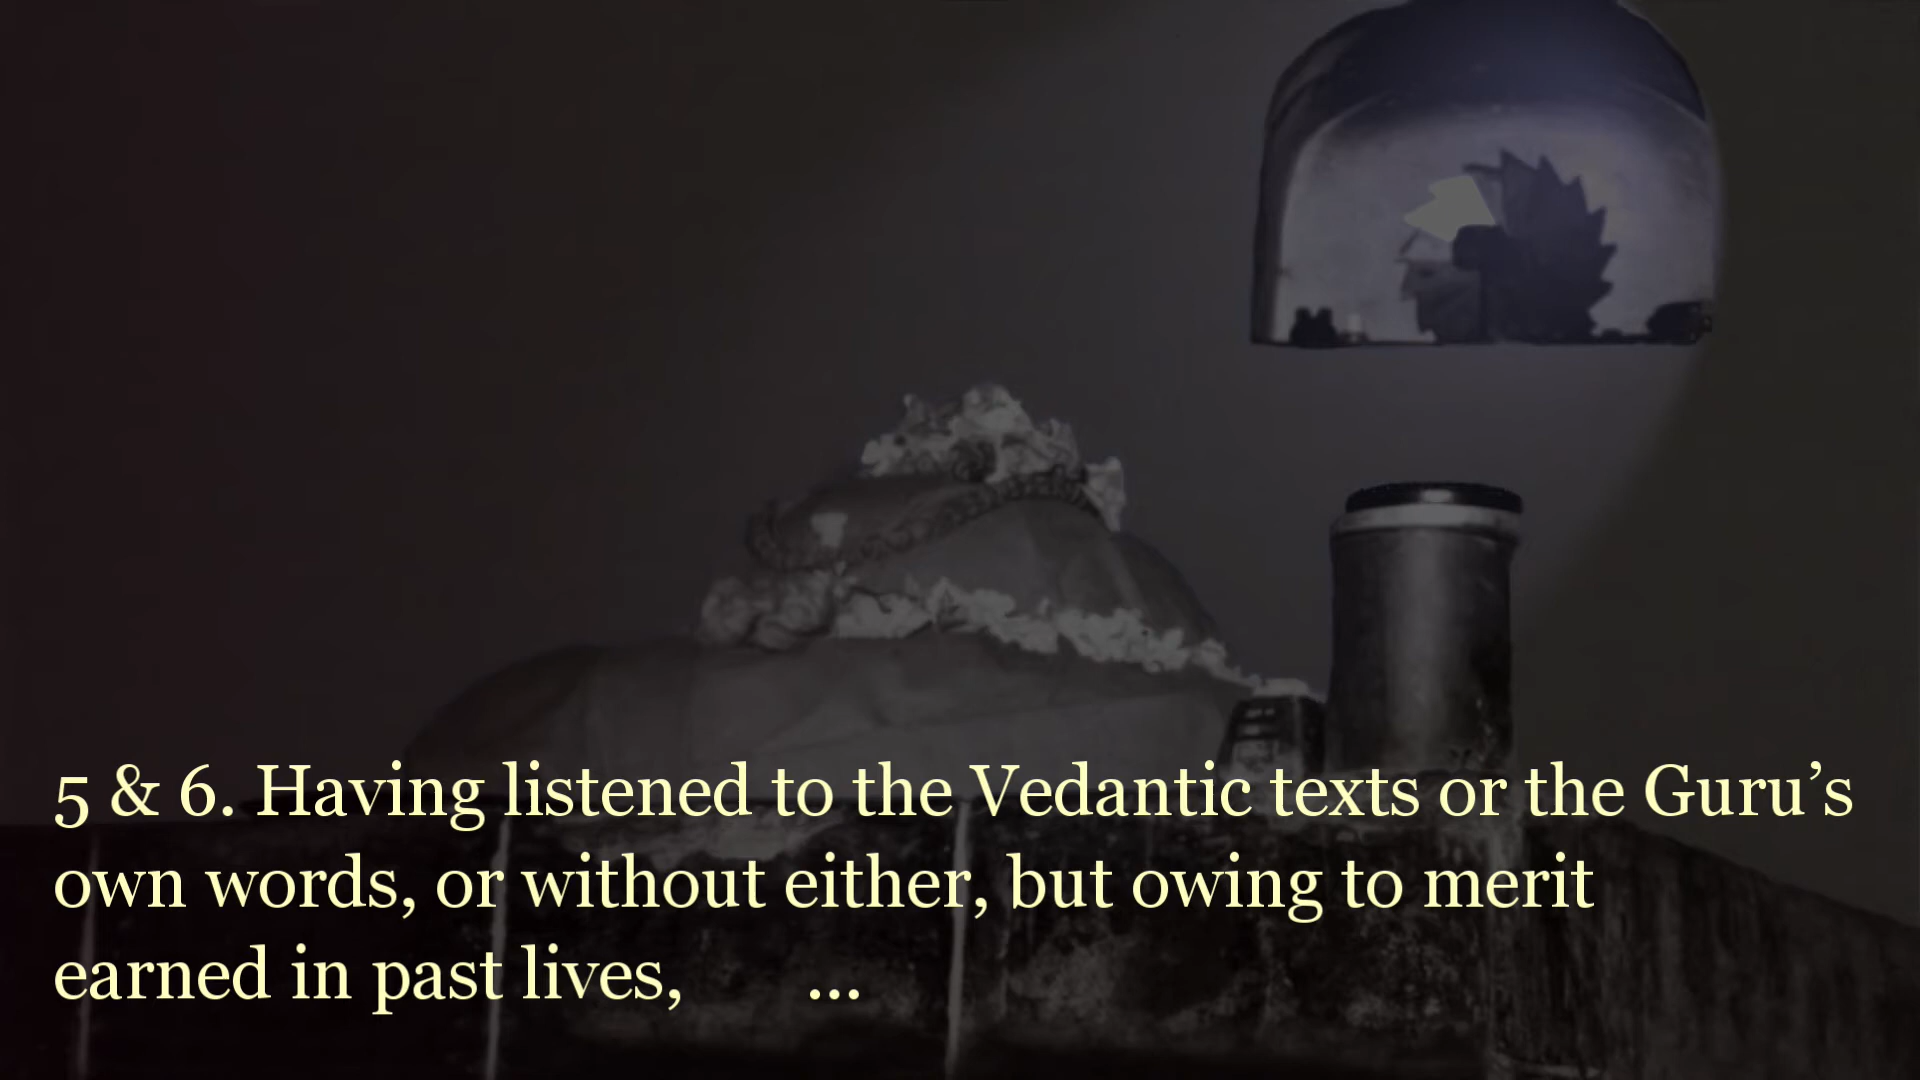 5 & 6. Having listened to the Vedantic texts or the Guru’s
own words, or without either, but owing to merit
earned in past lives, ...